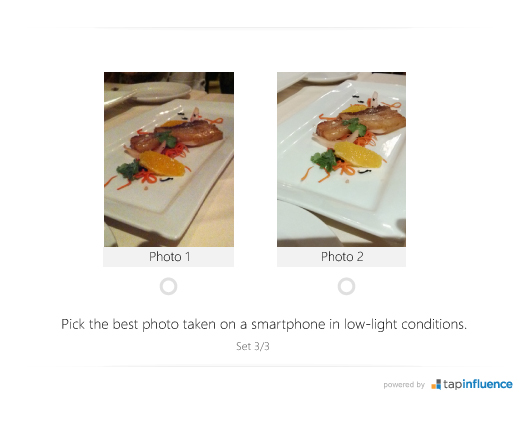 Photo 1
Photo 2
Pick the best photo taken on a smartphone in low-light conditions.
Set 3/3
powered by tapinfluence